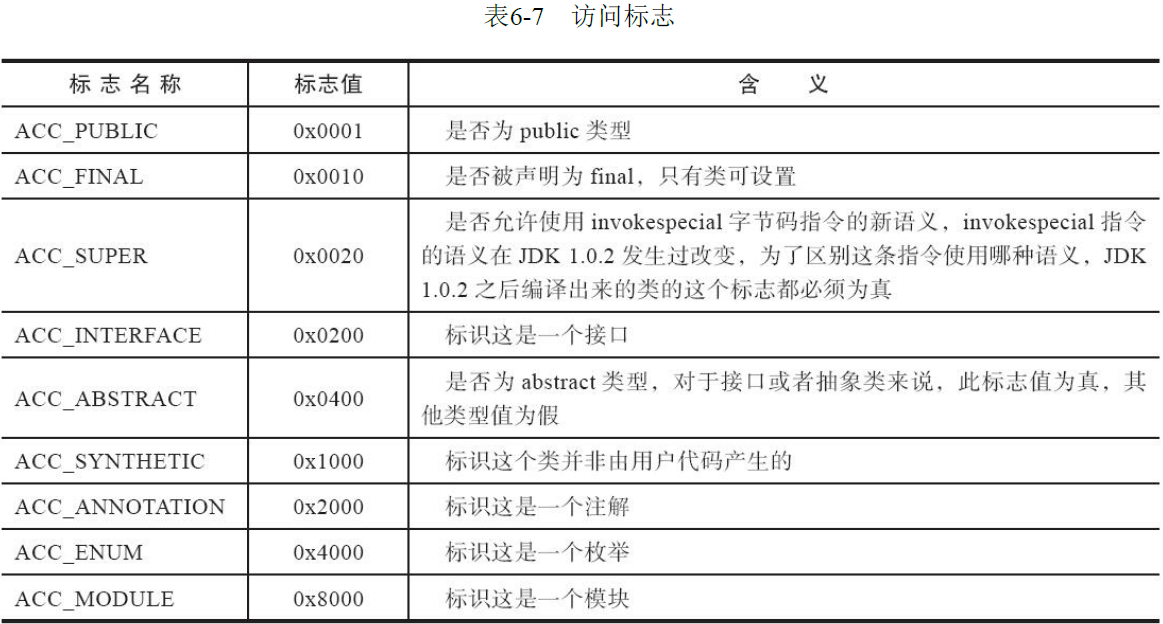 表6-7 访问标志
标志名称 标志值 含 义
ACC_PUBLIC 0x0001 是否为 public 类型
ACC_FINAL 0x0010 是否被声明为 final，只有类可设置
是否允许使用 invokespecial 字节码指令的新语义，invokespecial 指令
ACC_SUPER 0x0020 的语义在 JDK 1.0.2 发生过改变，为了区别这条指令使用哪种语义，JDK
1.0.2 之后编译出来的类的这个标志都必须为真
ACC_INTERFACE 0x0200 标识这是一个接口
ACC_ABSTRACT 0x0400 是否为 abstract 类型，对于接口或者抽象类来说，此标志值为真，其
他类型值为假
ACC_SYNTHETIC 0x1000 标识这个类并非由用户代码产生的
ACC_ANNOTATION 0x2000 标识这是一个注解
ACC_ENUM 0x4000 标识这是一个枚举
ACC_MODULE 0x8000 标识这是一个模块